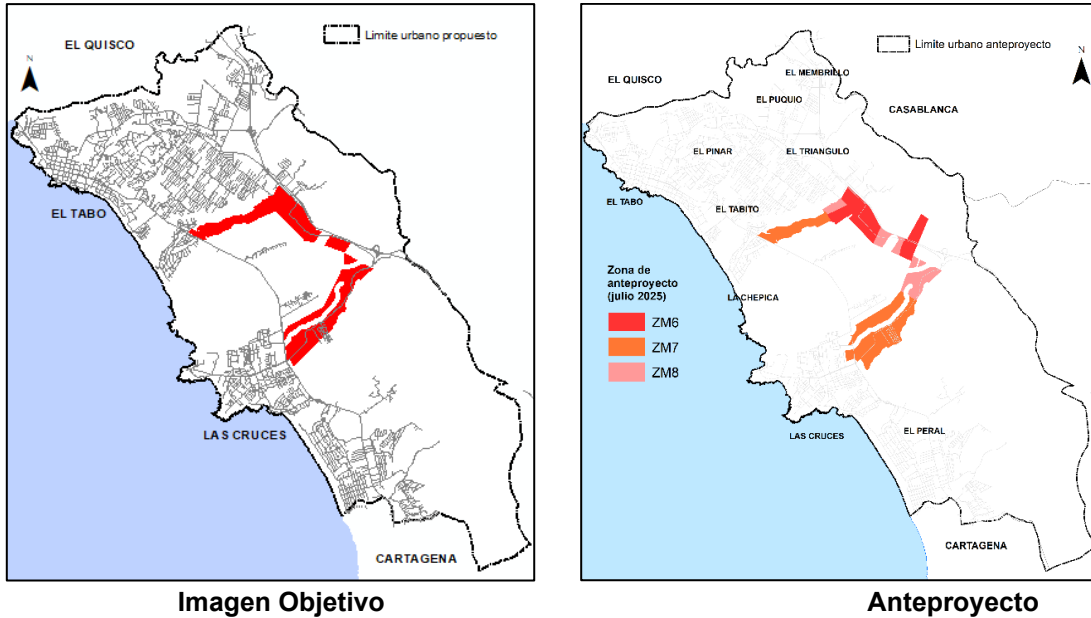 EL QUISCO
Limite urbano propuesto
N
EL TABO
LAS CRUCES
CARTAGENA
Imagen Objetivo
Limite urbano anteproyecto
N
EL MEMBRILLO
EL QUISCO
EL PUQUIO
CASABLANCA
EL PINAR
EL TRIANGULO
EL TABO
EL TABITO
Zona de
anteproyecto
(julio 2025)
LA CHEPICA
ZM6
ZM7
ZM8
LAS CRUCES
EL PERAL
CARTAGENA
Anteproyecto